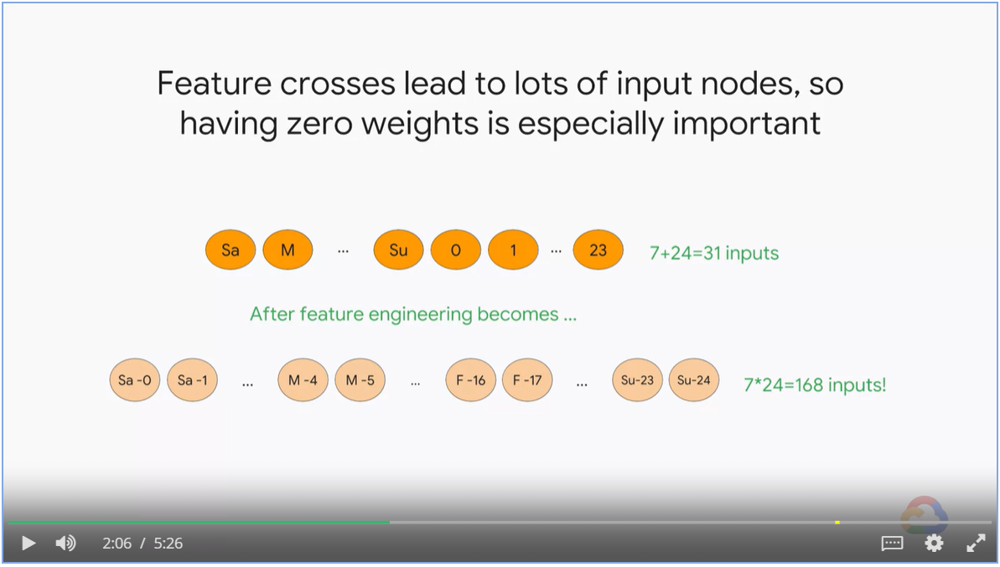 Feature crosses lead to lots of input nodes, so
having zero weights is especially important
Sa M ... Su 0 1 ... 23 7+24=31 inputs
After feature engineering becomes ...
Sa -0 Sa -1 ... M -4 M -5 ... F -16 F -17 ... Su-23 Su-24 7*24=168 inputs!
2:06 / 5:26